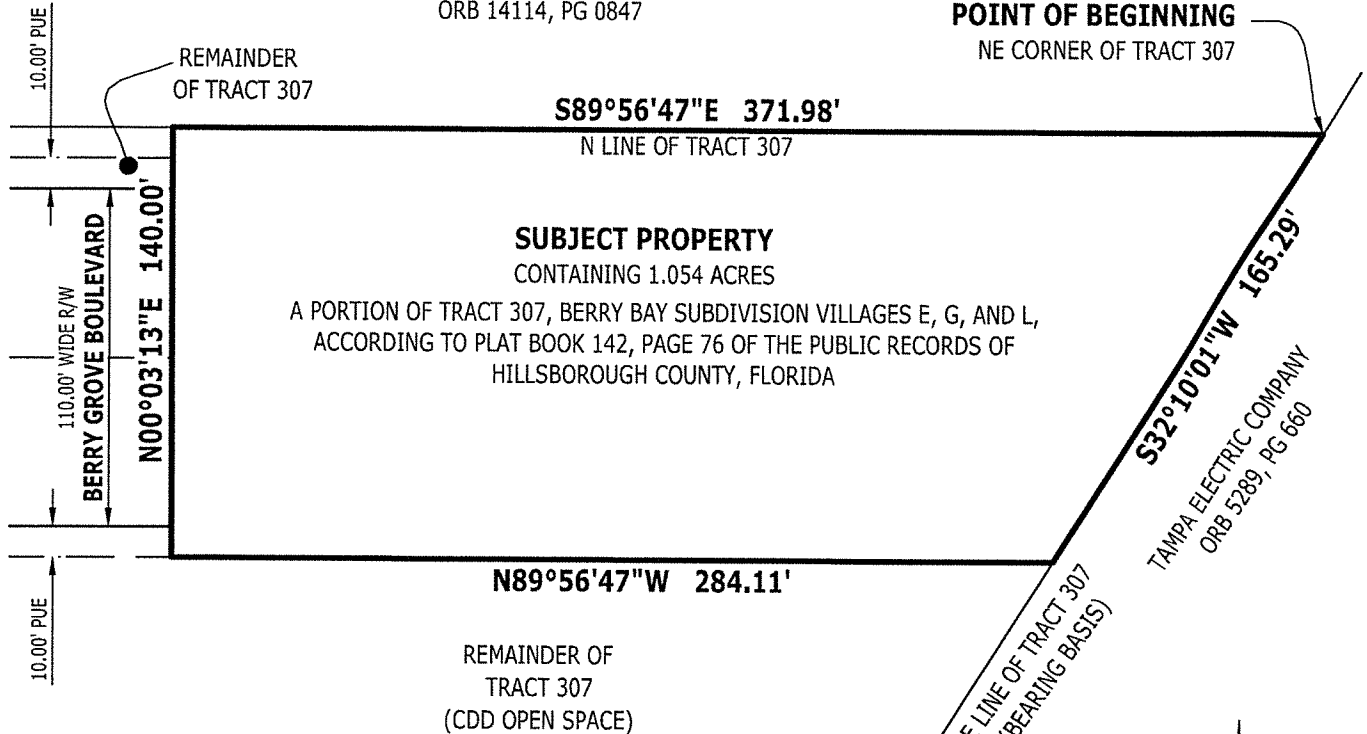 ORB 14114, PG 0847
POINT OF BEGINNING
NE CORNER OF TRACT 307
10.00' PUE
REMAINDER
OF TRACT 307
S89°56'47"E 371.98'
N LINE OF TRACT 307
SUBJECT PROPERTY
CONTAINING 1.054 ACRES
A PORTION OF TRACT 307, BERRY BAY SUBDIVISION VILLAGES E, G, AND L,
ACCORDING TO PLAT BOOK 142, PAGE 76 OF THE PUBLIC RECORDS OF
HILLSBOROUGH COUNTY, FLORIDA
110.00' WIDE R/W
BERRY GROVE BOULEVARD
N00°03'13"E 140.00'
S32°10'01"W 165.29'
TAMPA ELECTRIC COMPANY
ORB 5289, PG 660
N89°56'47"W 284.11'
10.00' PUE
REMAINDER OF
TRACT 307
(CDD OPEN SPACE)
LINE OF TRACT 307
(BEARING BASIS)